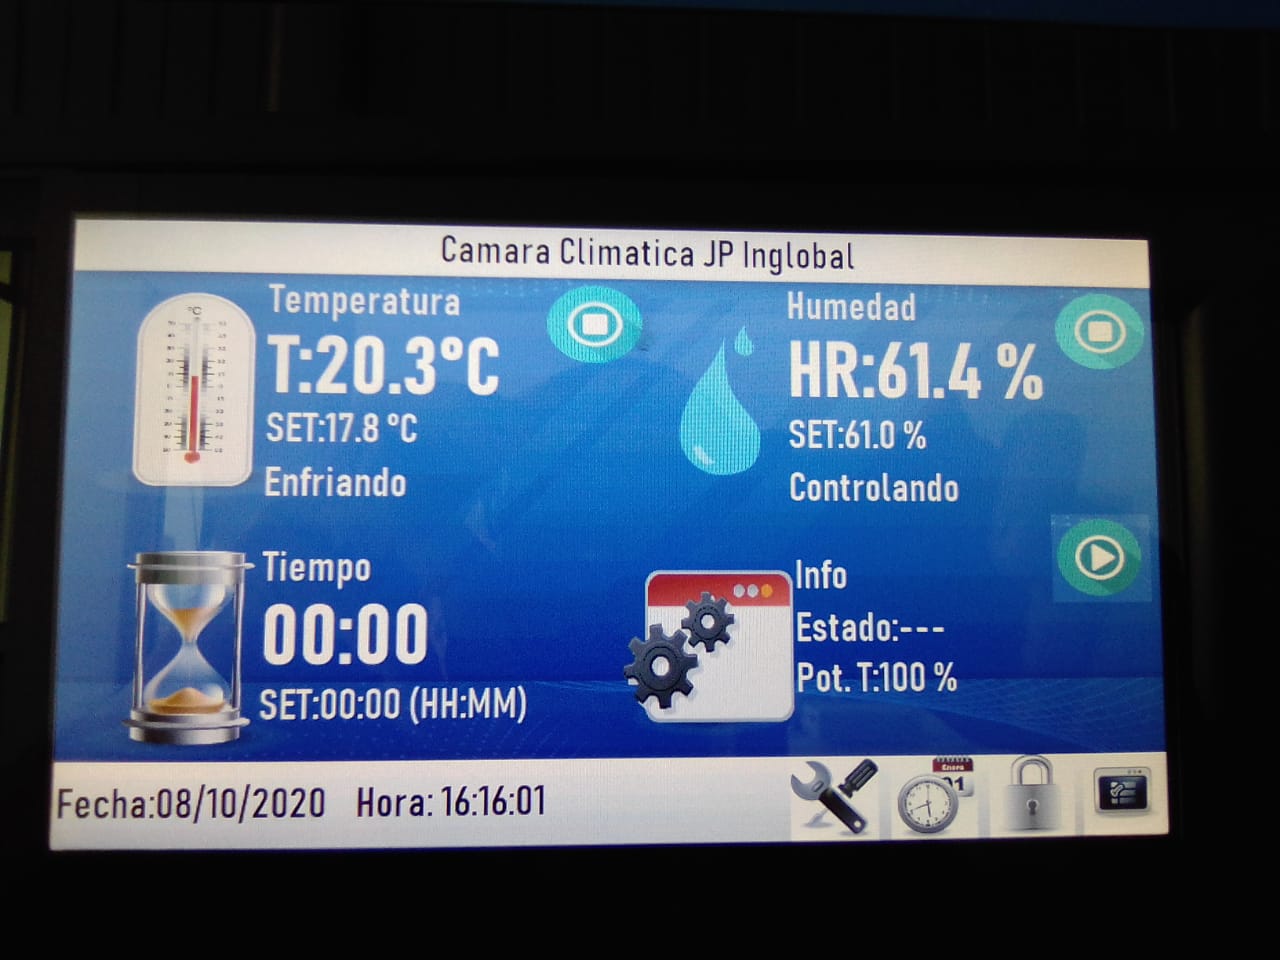 Camara Climatica JP Inglobal
Temperatura
T:20.3°C
SET:17.8 °C
Enfriando
Humedad
HR:61.4 %
SET:61.0 %
Controlando
Tiempo
00:00
SET:00:00 (HH:MM)
Info
Estado:---
Pot. T:100 %
Fecha:08/10/2020 Hora: 16:16:01
°C
Enero